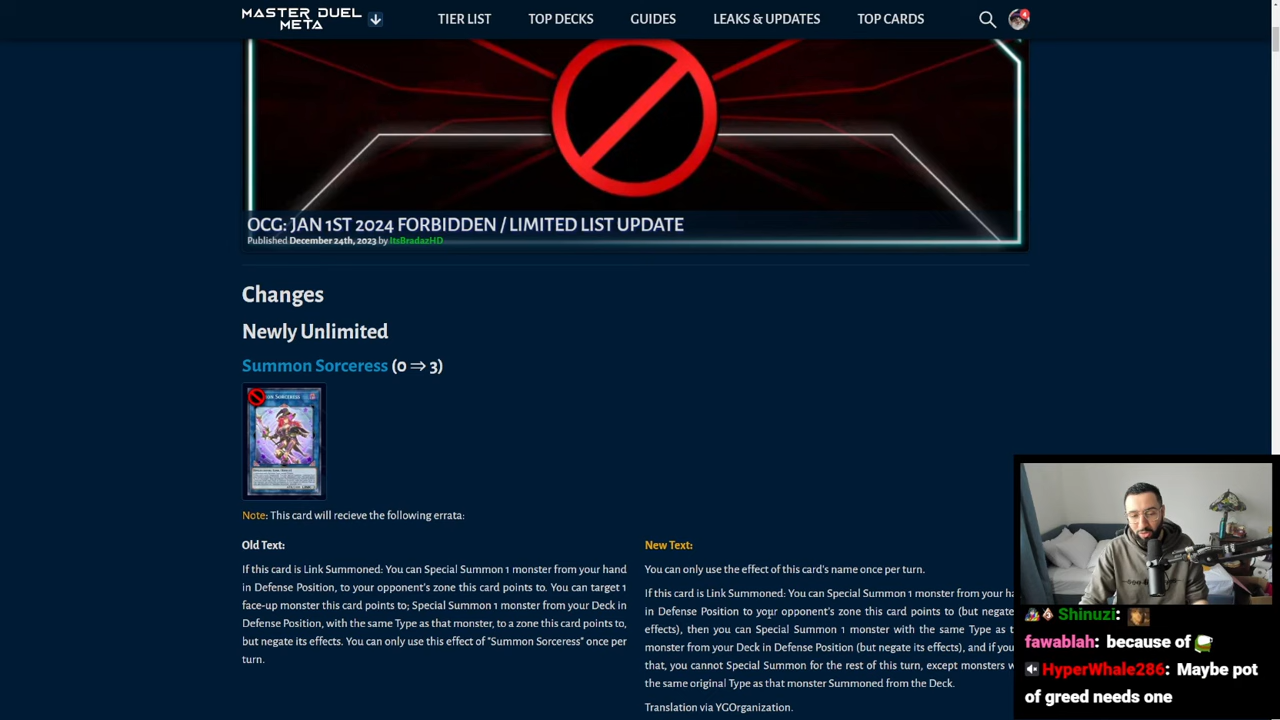 MASTER DUEL
META
TIER LIST
TOP DECKS
GUIDES
LEAKS & UPDATES
TOP CARDS
4
OCG: JAN 1ST 2024 FORBIDDEN / LIMITED LIST UPDATE
Published December 24th, 2023 by ItsBradazHD
Changes
Newly Unlimited
Summon Sorceress (0 ⇒ 3)
Note: This card will recieve the following errata:
Old Text:
If this card is Link Summoned: You can Special Summon 1 monster from your hand
in Defense Position, to your opponent's zone this card points to. You can target 1
face-up monster this card points to; Special Summon 1 monster from your Deck in
Defense Position, with the same Type as that monster, to a zone this card points to,
but negate its effects. You can only use this effect of "Summon Sorceress" once per
turn.
New Text:
You can only use the effect of this card's name once per turn.
If this card is Link Summoned: You can Special Summon 1 monster from your ha
in Defense Position to your opponent's zone this card points to (but negate
effects), then you can Special Summon 1 monster with the same Type as t
monster from your Deck in Defense Position (but negate its effects), and if you
that, you cannot Special Summon for the rest of this turn, except monsters w
the same original Type as that monster Summoned from the Deck.
Translation via YGOrganization.
Shinuzi:
fawablah: because of
HyperWhale286: Maybe pot
of greed needs one